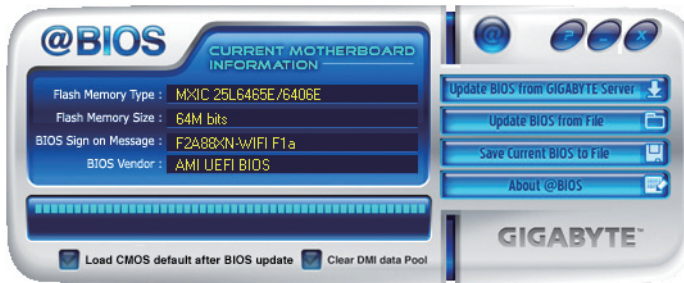 @BIOS
CURRENT MOTHERBOARD
INFORMATION
Flash Memory Type : MXIC 25L6465E/6406E
Flash Memory Size : 64M bits
BIOS Sign on Message : F2A88XN-WIFI F1a
BIOS Vendor : AMI UEFI BIOS
Load CMOS default after BIOS update Clear DMI data Pool
@ ? _ X
Update BIOS from GIGABYTE Server
Update BIOS from File
Save Current BIOS to File
About @BIOS
GIGABYTE™